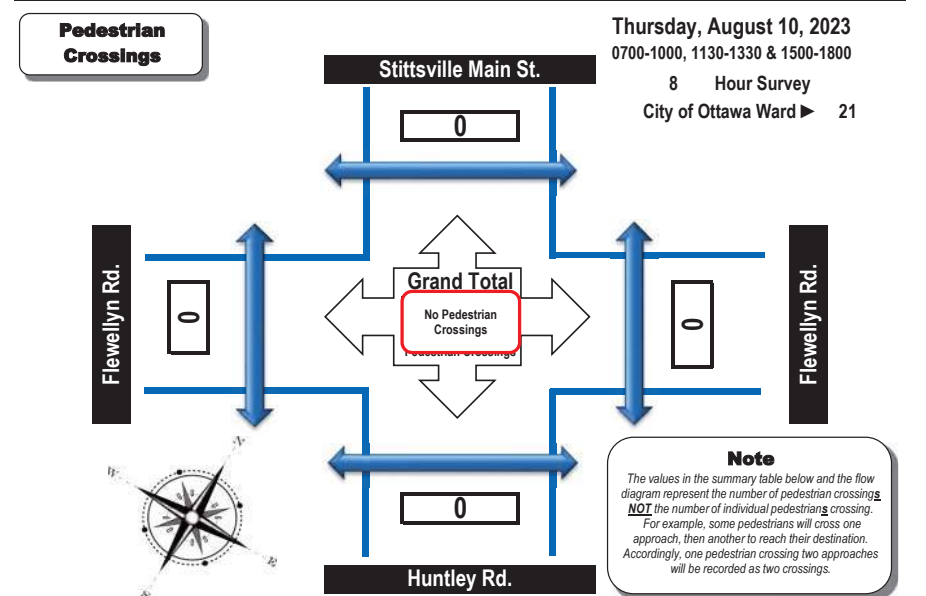 Pedestrian
Crossings
Thursday, August 10, 2023
0700-1000, 1130-1330 & 1500-1800
8 Hour Survey
City of Ottawa Ward ► 21
Stittsville Main St.
0
Flewellyn Rd.
0
Grand Total
No Pedestrian
Crossings
Pedestrian Crossings
0
Flewellyn Rd.
0
Huntley Rd.
N
W
E
S
Note
The values in the summary table below and the flow
diagram represent the number of pedestrian crossings
NOT the number of individual pedestrians crossing.
For example, some pedestrians will cross one
approach, then another to reach their destination.
Accordingly, one pedestrian crossing two approaches
will be recorded as two crossings.